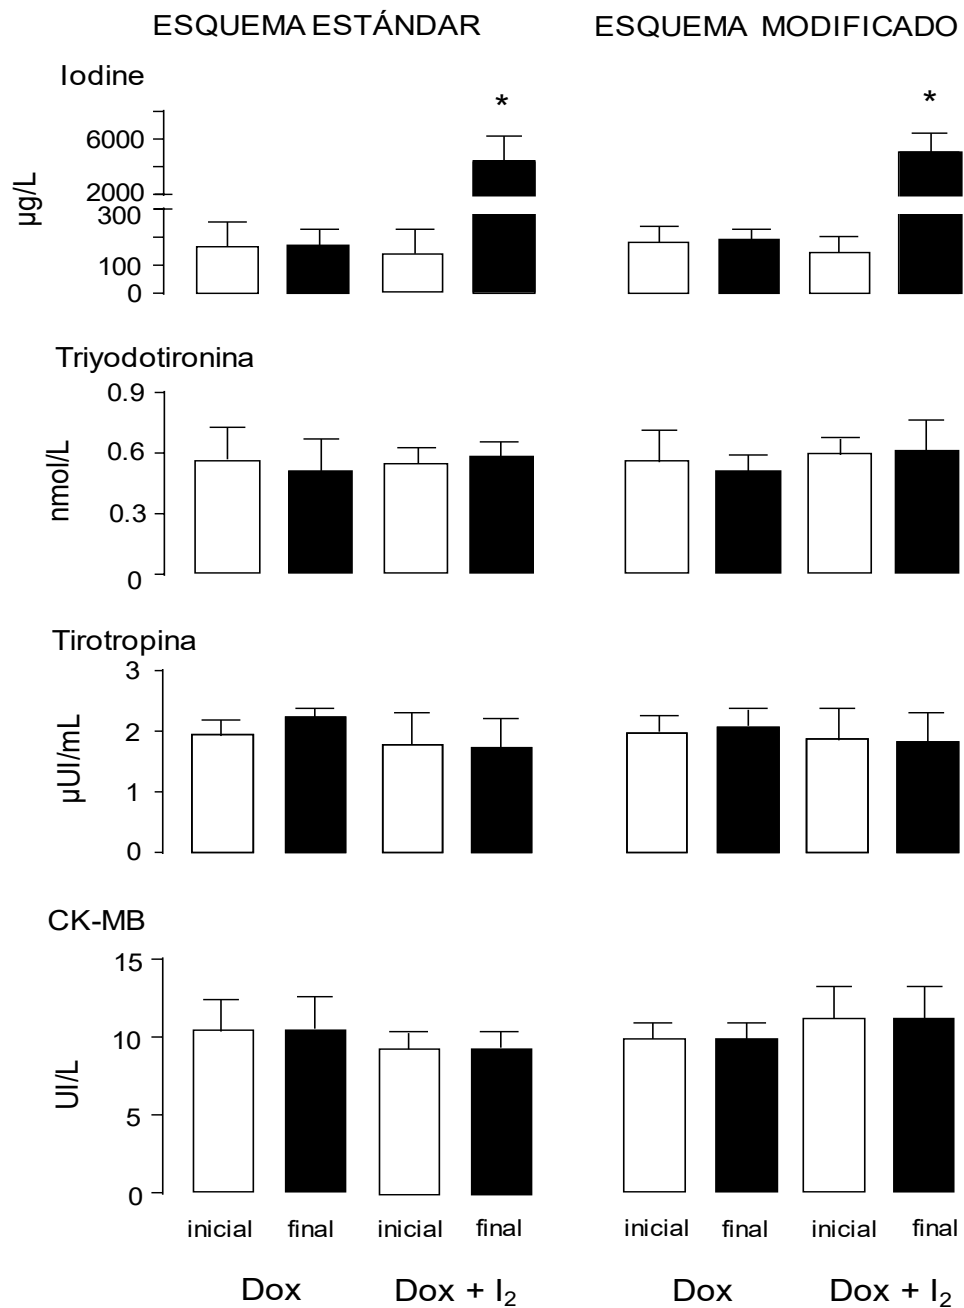 ESQUEMA ESTÁNDAR ESQUEMA MODIFICADO
Iodine
* *
µg/L
6000
2000
300
100
0
Triyodotironina
nmol/L
0.9
0.6
0.3
0
Tirotropina
µUI/mL
3
2
1
0
CK-MB
UI/L
15
10
5
0
inicial final inicial final inicial final inicial final
Dox Dox + I₂ Dox Dox + I₂